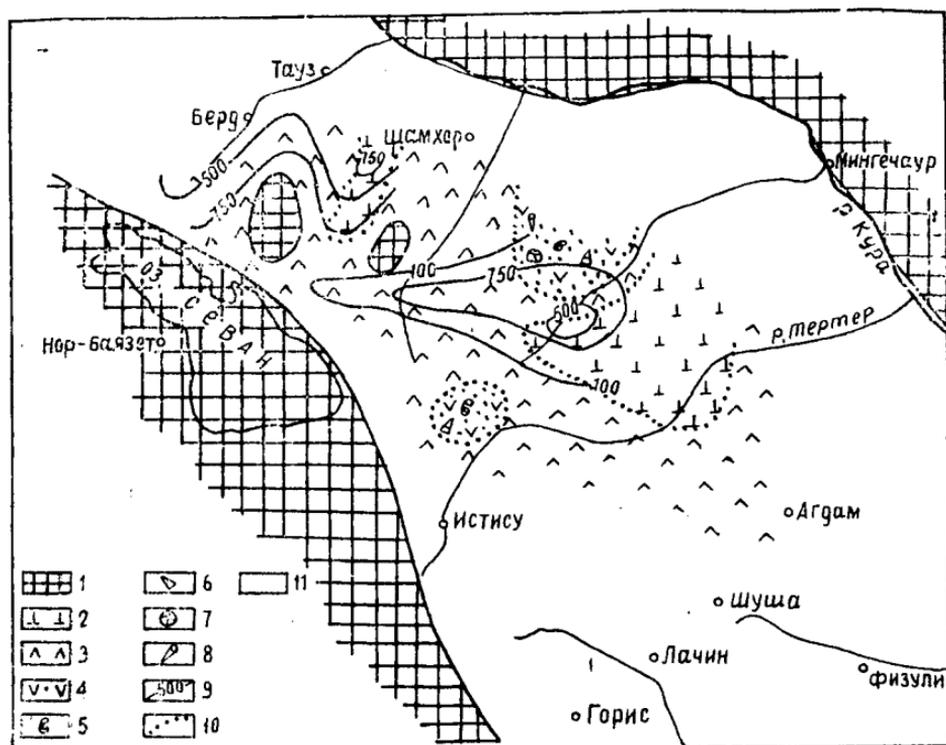 Тауз
Берд
Шамхор
750
500
Мингечаур
750
р. Кура
100
750
оз. Севан
500
Нор-Баязет
р. Тертер
100
Истису
Агдам
1
6
11
2
7
Шуша
3
8
Лачин
4
500
9
Физули
5
10
Горис